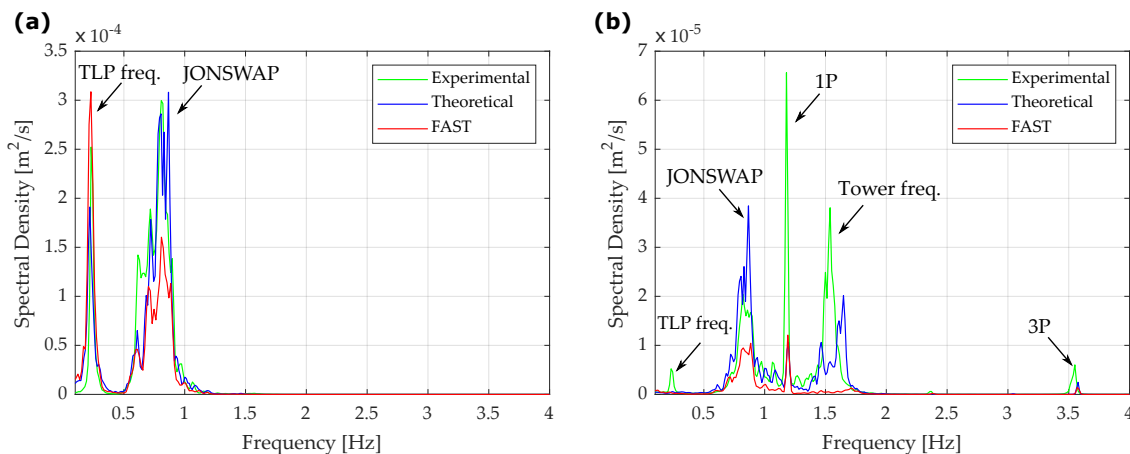 (a)
× 10⁻⁴
3.5
3
2.5
2
1.5
1
0.5
0
0.5
1
1.5
2
2.5
3
3.5
4
Spectral Density [m²/s]
Frequency [Hz]
TLP freq.
JONSWAP
Experimental
Theoretical
FAST
(b)
× 10⁻⁵
7
6
5
4
3
2
1
0
0.5
1
1.5
2
2.5
3
3.5
4
Spectral Density [m²/s]
Frequency [Hz]
1P
JONSWAP
Tower freq.
TLP freq.
3P
Experimental
Theoretical
FAST